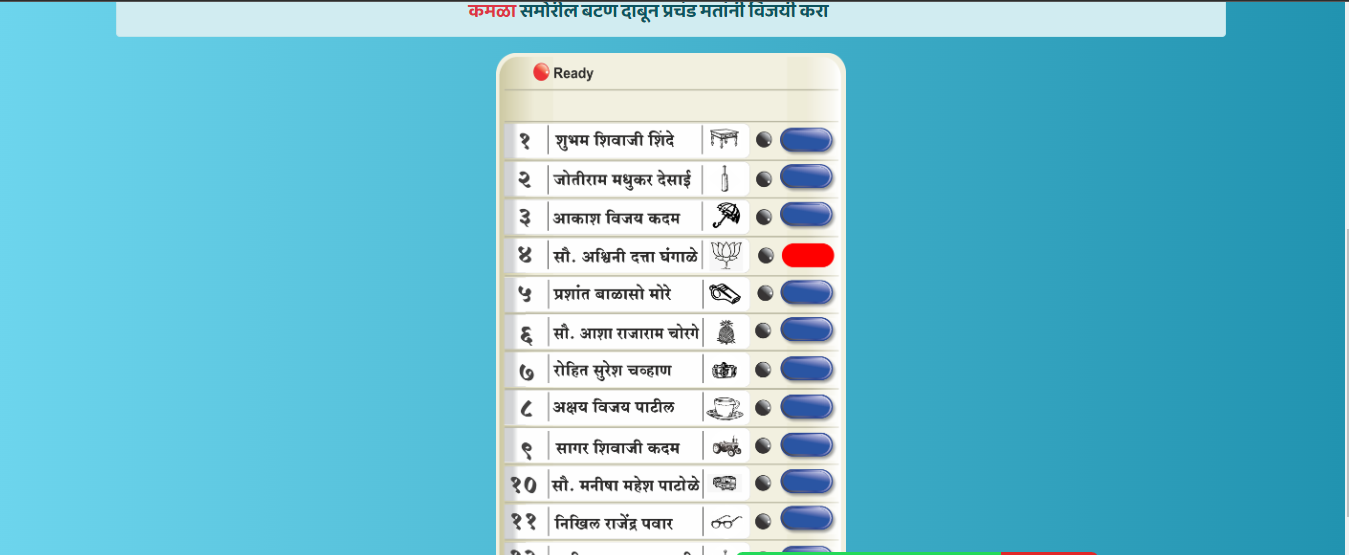 कमळा समोरील बटण दाबून प्रचंड मतांनी विजयी करा
Ready
१ शुभम शिवाजी शिंदे
२ जोतीराम मधुकर देसाई
३ आकाश विजय कदम
४ सौ. अश्विनी दत्ता घंगाळे
५ प्रशांत बाळासो मोरे
६ सौ. आशा राजाराम चोरगे
७ रोहित सुरेश चव्हाण
८ अक्षय विजय पाटील
९ सागर शिवाजी कदम
१० सौ. मनीषा महेश पाटोळे
११ निखिल राजेंद्र पवार